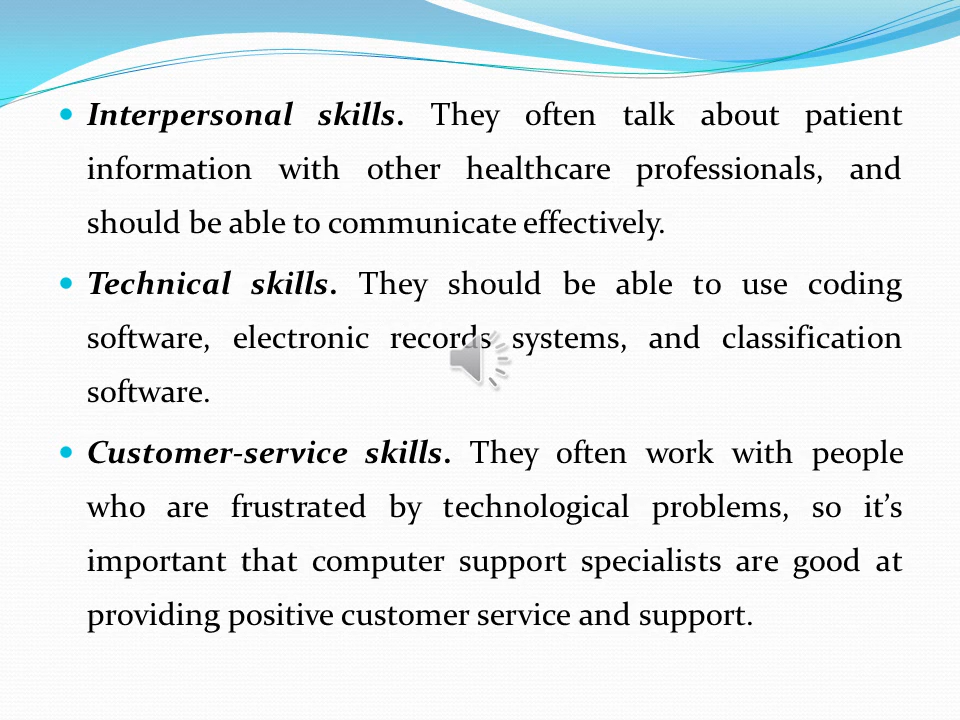 Interpersonal skills. They often talk about patient
information with other healthcare professionals, and
should be able to communicate effectively.
Technical skills. They should be able to use coding
software, electronic records systems, and classification
software.
Customer-service skills. They often work with people
who are frustrated by technological problems, so it’s
important that computer support specialists are good at
providing positive customer service and support.